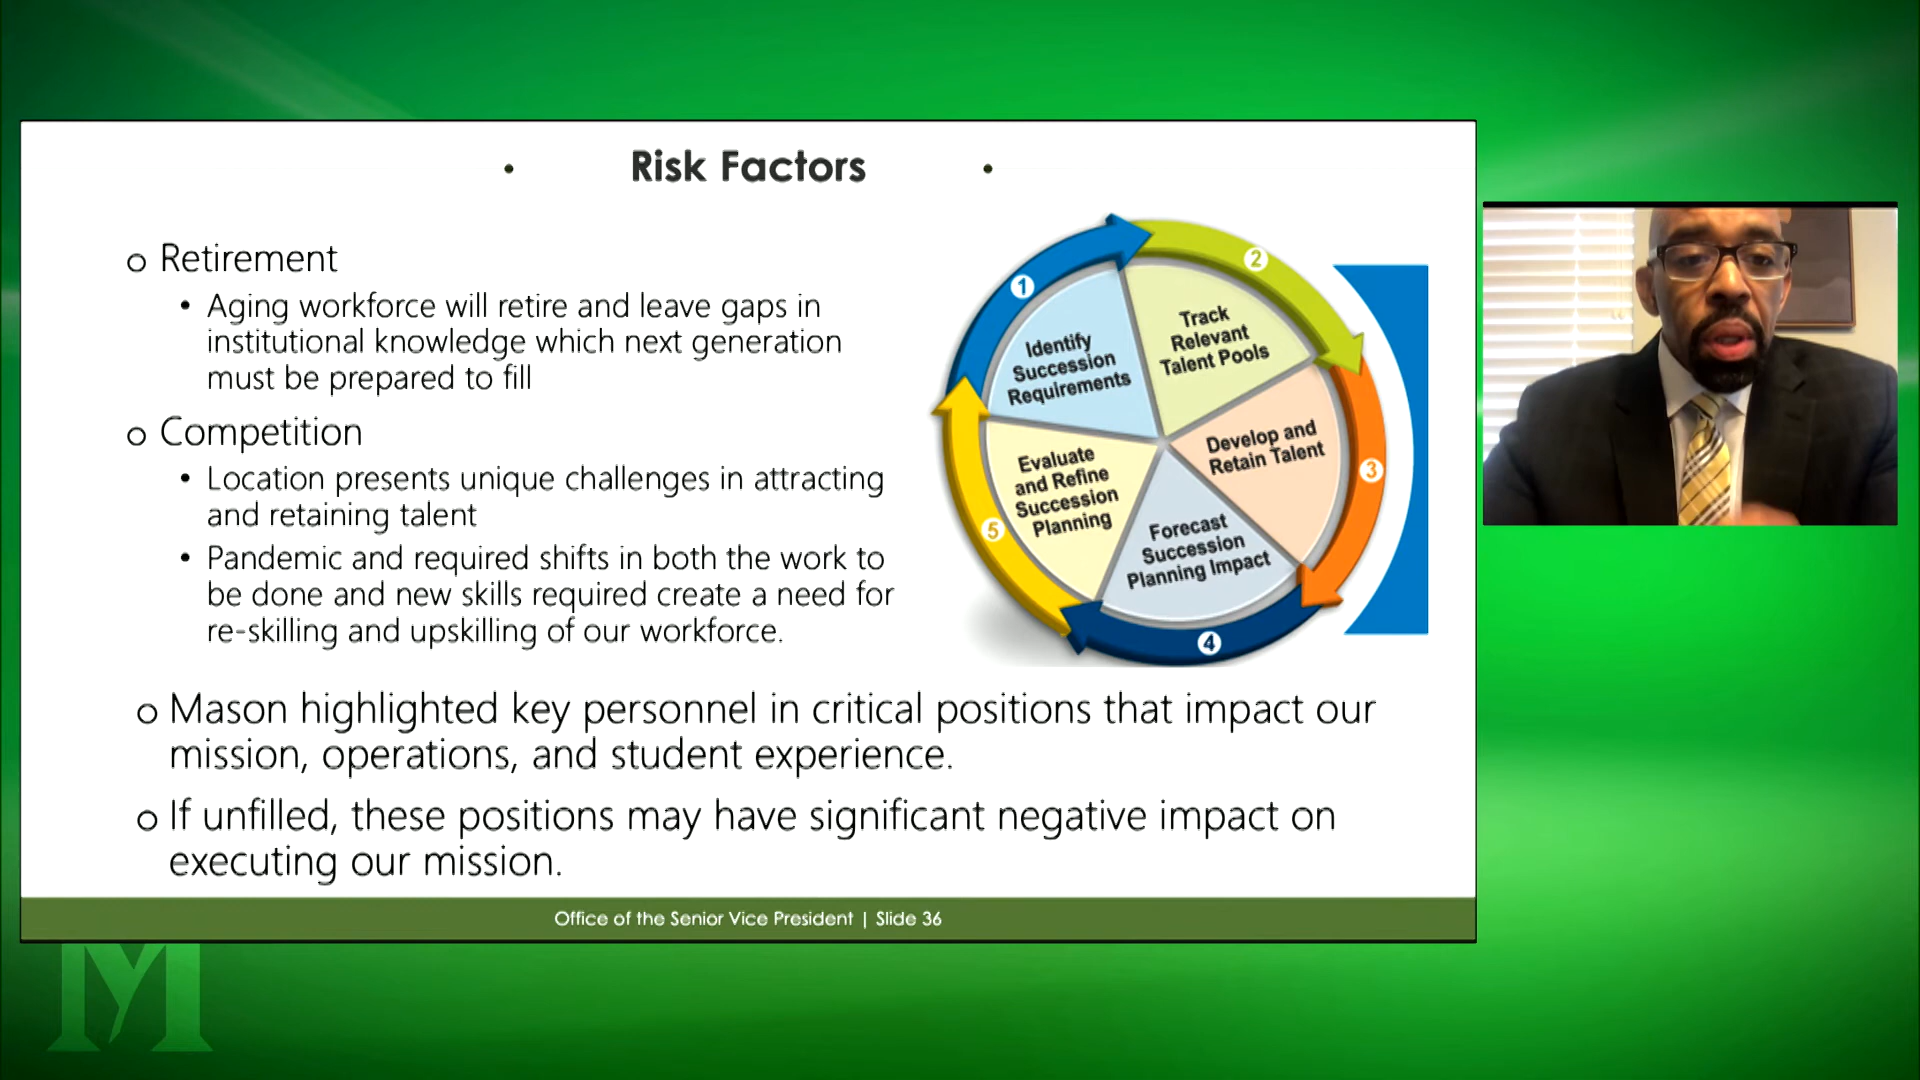 Risk Factors
o Retirement
• Aging workforce will retire and leave gaps in
institutional knowledge which next generation
must be prepared to fill
o Competition
• Location presents unique challenges in attracting
and retaining talent
• Pandemic and required shifts in both the work to
be done and new skills required create a need for
re-skilling and upskilling of our workforce.
1
Identify
Succession
Requirements
2
Track
Relevant
Talent Pools
3
Develop and
Retain Talent
4
Forecast
Succession
Planning Impact
5
Evaluate
and Refine
Succession
Planning
o Mason highlighted key personnel in critical positions that impact our
mission, operations, and student experience.
o If unfilled, these positions may have significant negative impact on
executing our mission.
Office of the Senior Vice President | Slide 36
M